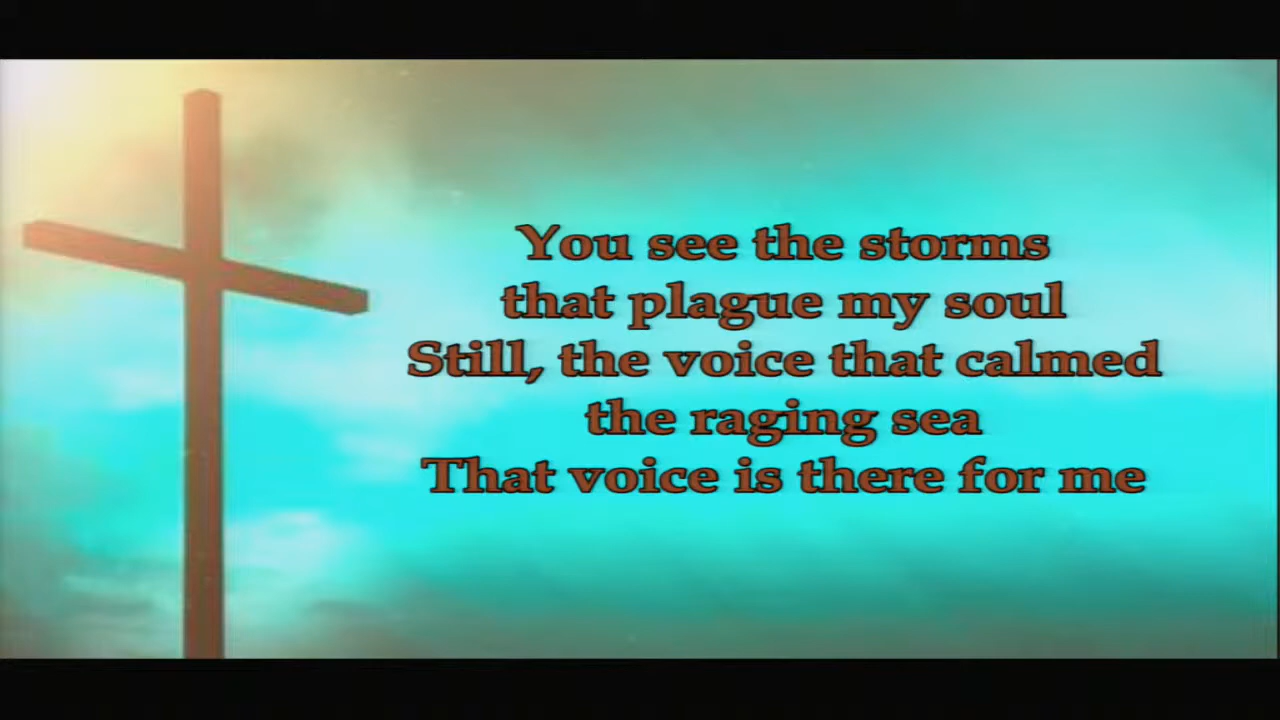 You see the storms
that plague my soul
Still, the voice that calmed
the raging sea
That voice is there for me